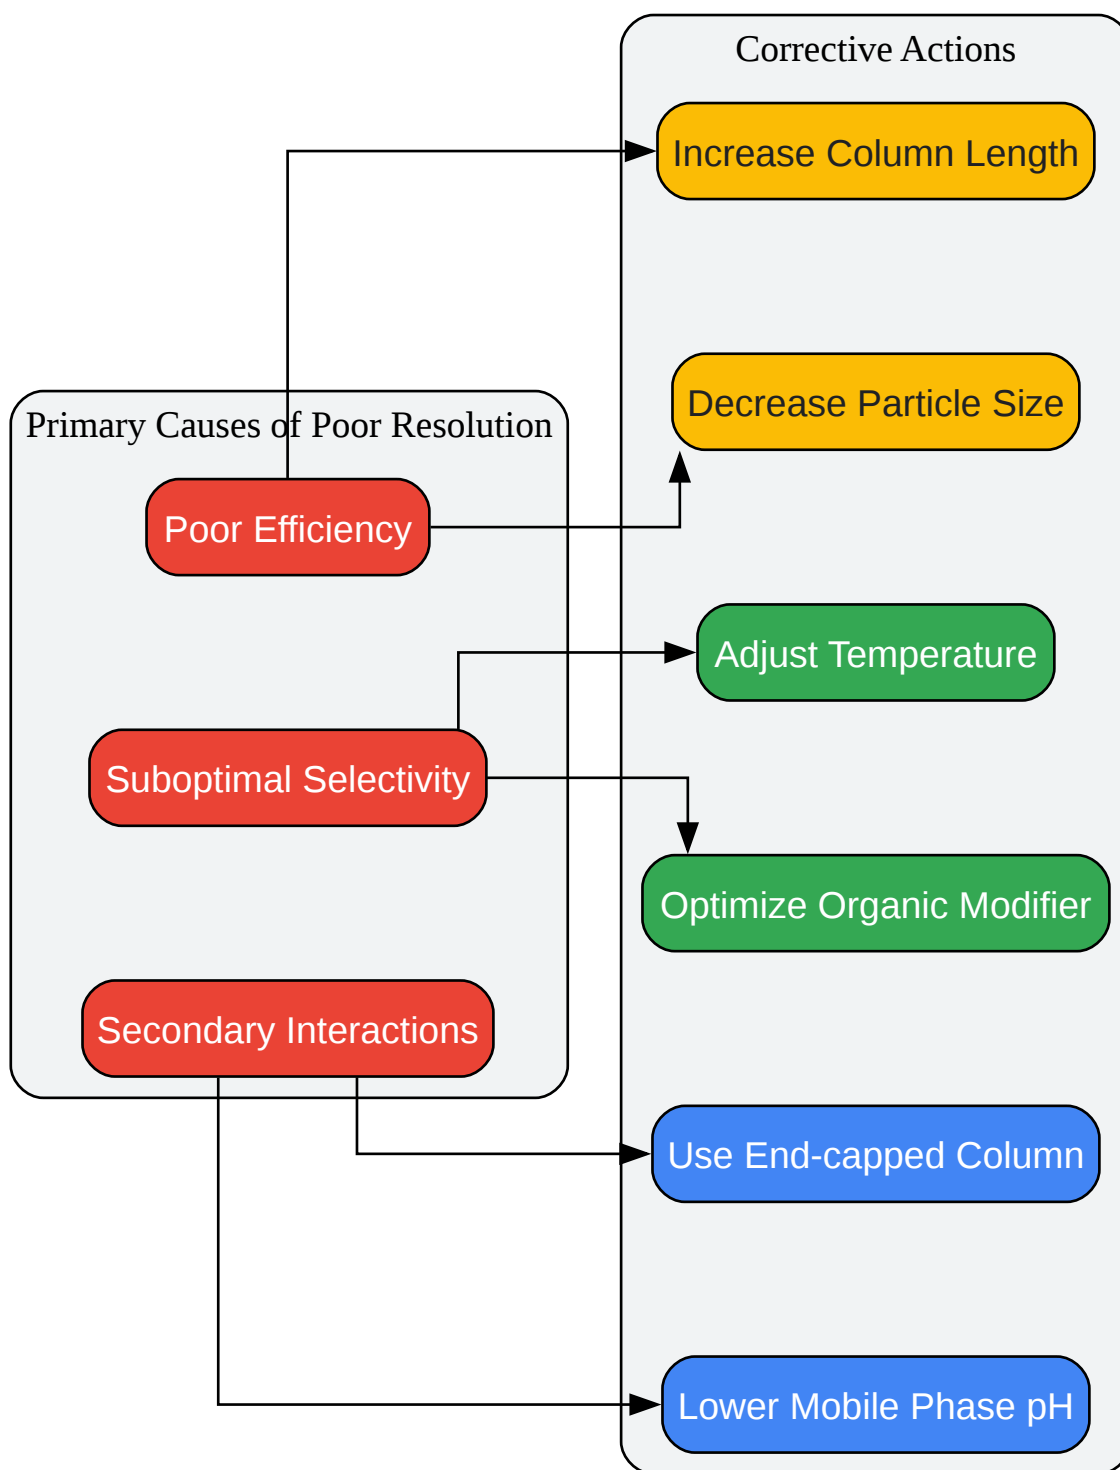 Corrective Actions
Increase Column Length
Decrease Particle Size
Primary Causes of Poor Resolution
Poor Efficiency
Adjust Temperature
Suboptimal Selectivity
Optimize Organic Modifier
Secondary Interactions
Use End-capped Column
Lower Mobile Phase pH